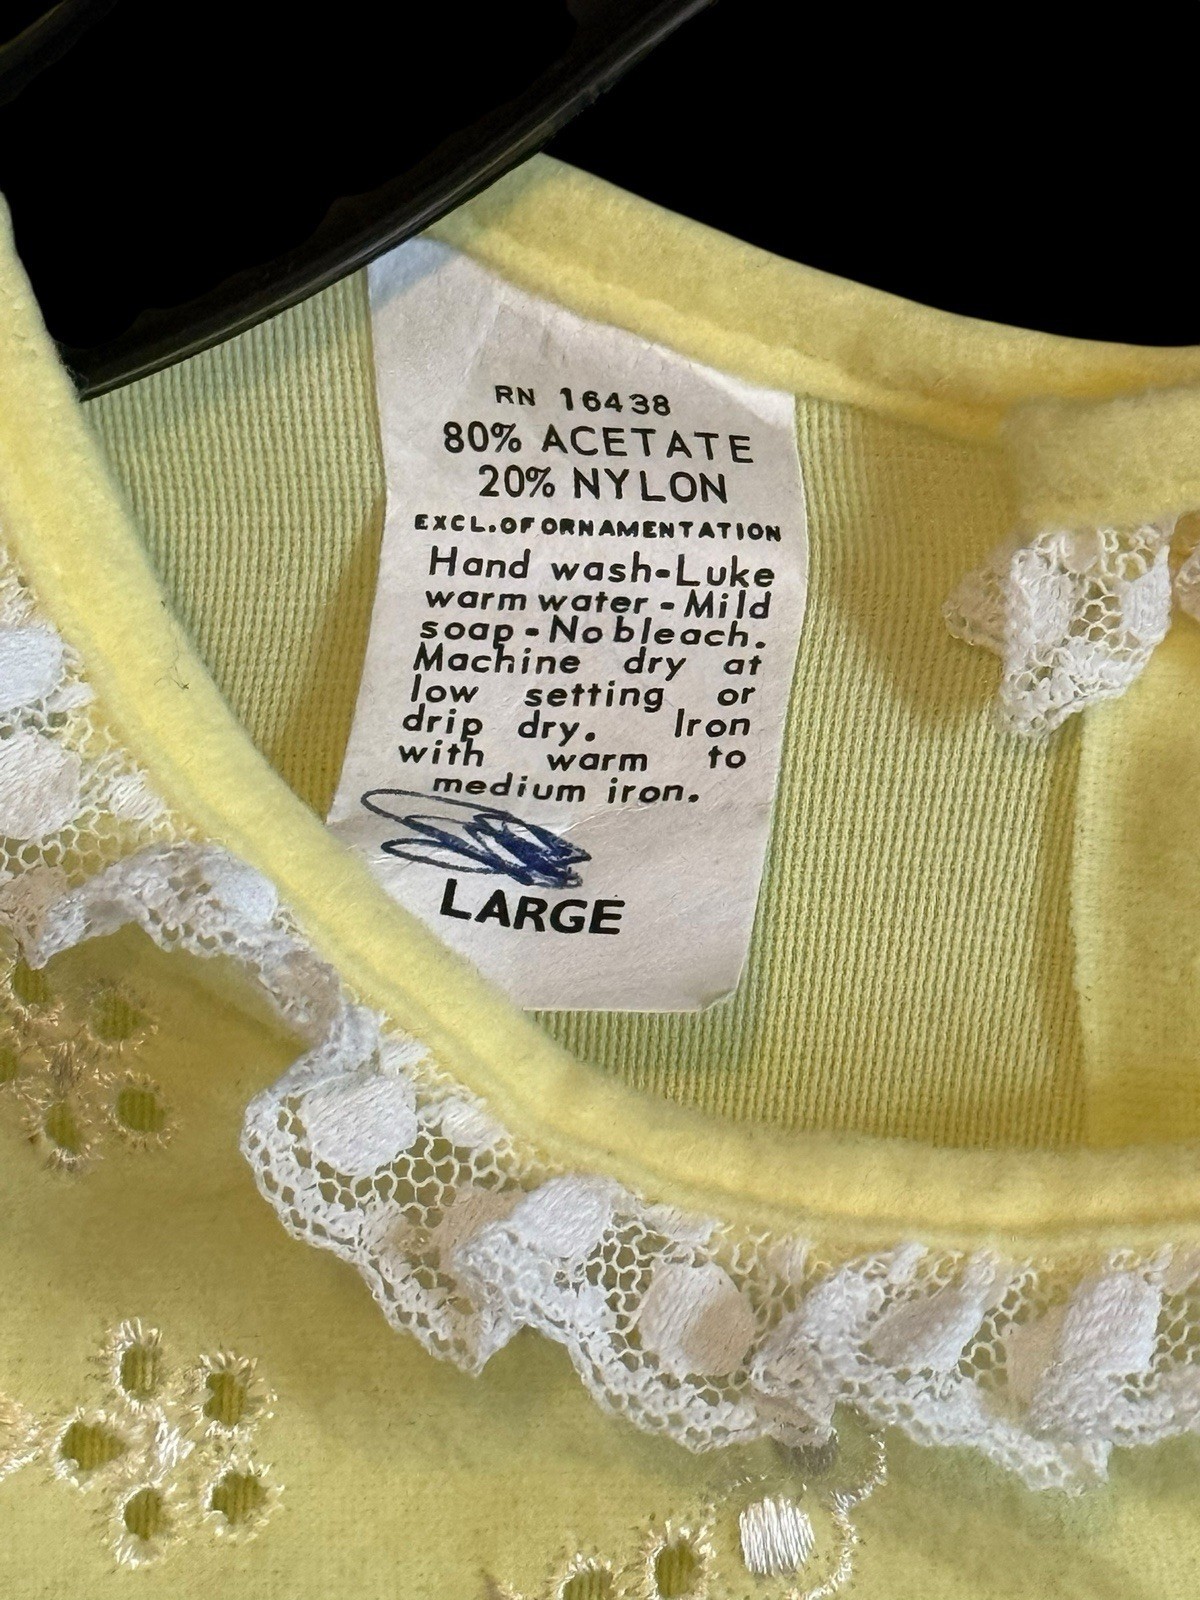 RN 16438
80% ACETATE
20% NYLON
EXCL.OF ORNAMENTATION
Hand wash-Luke
warm water - Mild
soap - No bleach.
Machine dry at
low setting or
drip dry. Iron
with warm to
medium iron.
LARGE